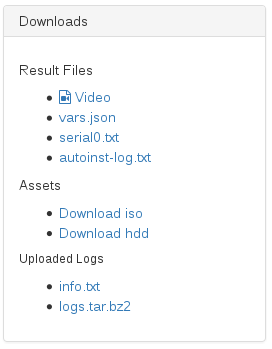 Downloads
Result Files
Video
vars.json
serial0.txt
autoinst-log.txt
Assets
Download iso
Download hdd
Uploaded Logs
info.txt
logs.tar.bz2